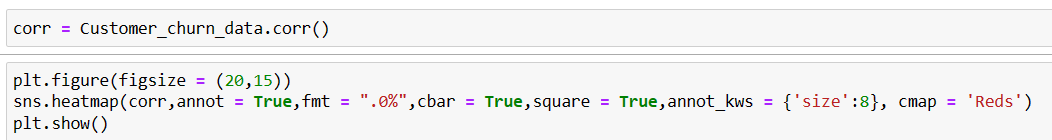 corr = Customer_churn_data.corr()
plt.figure(figsize = (20,15))
sns.heatmap(corr,annot = True,fmt = ".0%",cbar = True,square = True,annot_kws = {'size':8}, cmap = 'Reds')
plt.show()